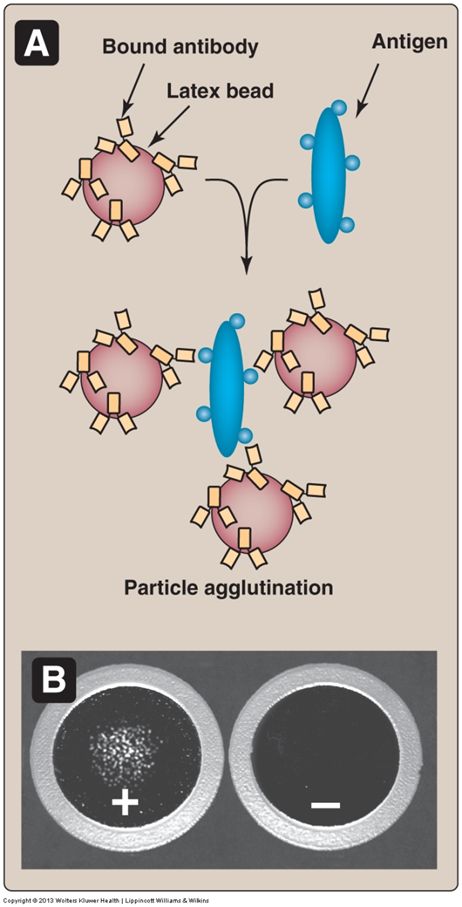 A
Bound antibody
Antigen
Latex bead
Particle agglutination
B
+
−
Copyright © 2013 Wolters Kluwer Health | Lippincott Williams & Wilkins